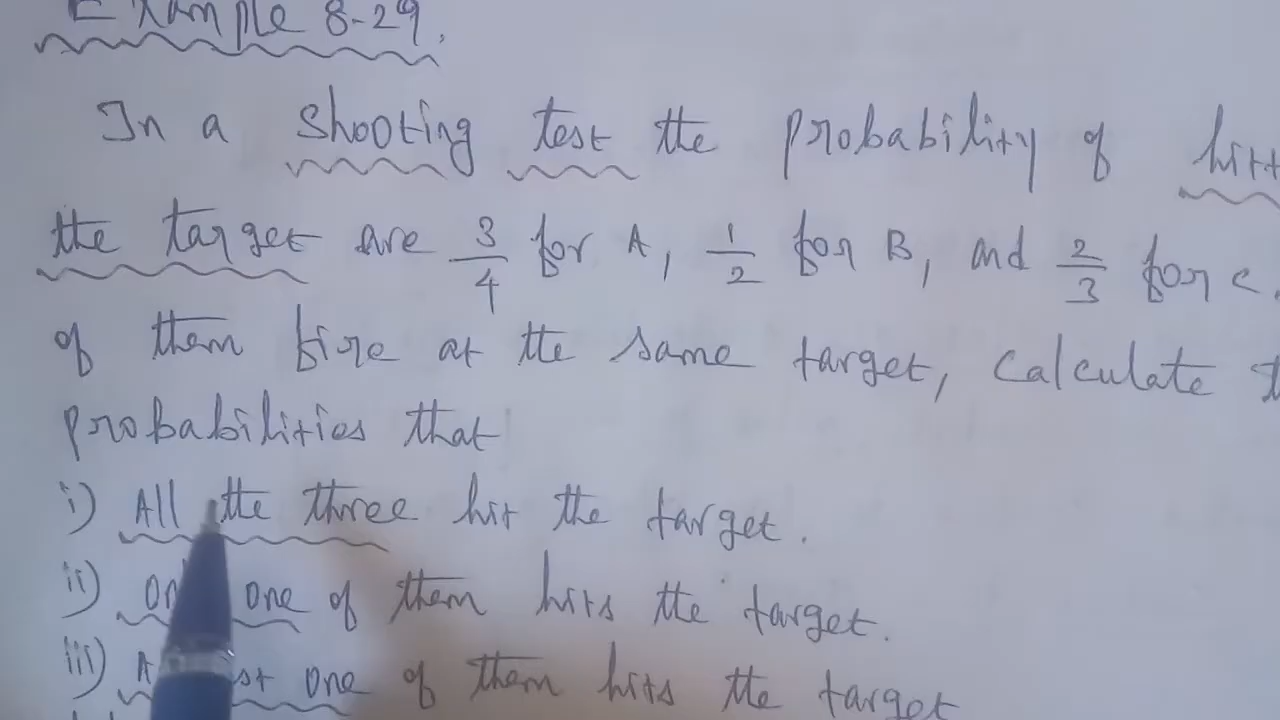 Example 8-29.
In a shooting test the probability of hitt
the target are 3/4 for A, 1/2 for B, and 2/3 for C.
of them fire at the same target, Calculate t
probabilities that
i) All the three hit the target.
ii) one of them hits the target.
iii) one of them hits the target